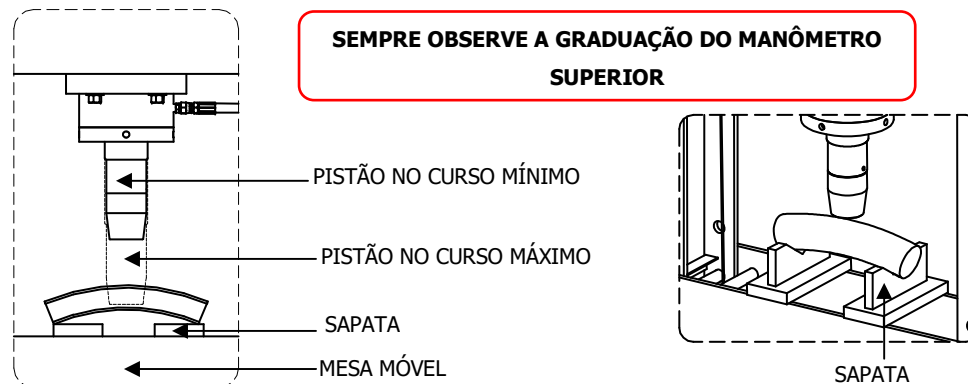 SEMPRE OBSERVE A GRADUAÇÃO DO MANÔMETRO
SUPERIOR
PISTÃO NO CURSO MÍNIMO
PISTÃO NO CURSO MÁXIMO
SAPATA
MESA MÓVEL
SAPATA